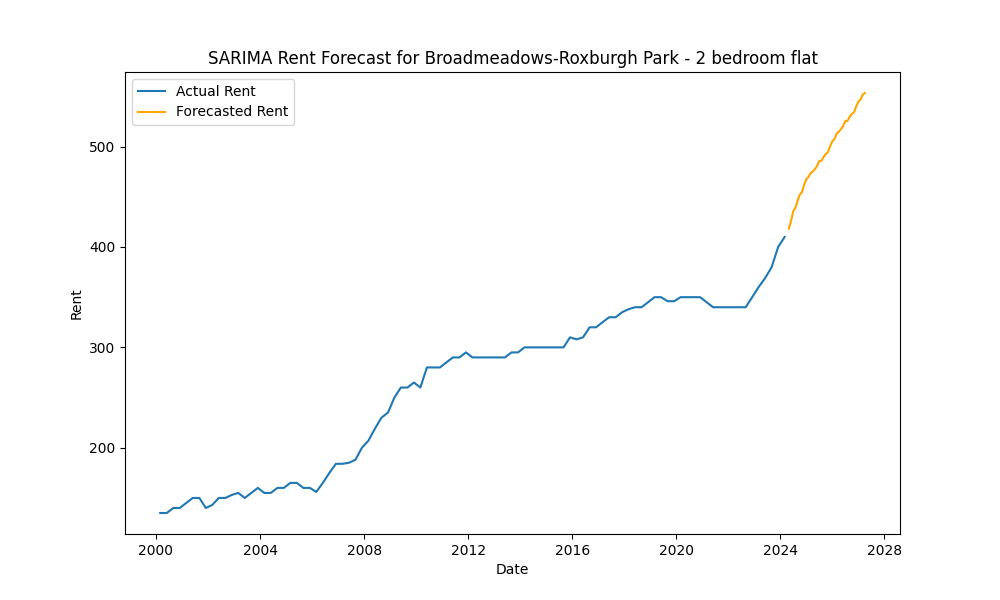 SARIMA Rent Forecast for Broadmeadows-Roxburgh Park - 2 bedroom flat
Actual Rent
Forecasted Rent
500
400
300
200
Rent
2000 2004 2008 2012 2016 2020 2024 2028
Date